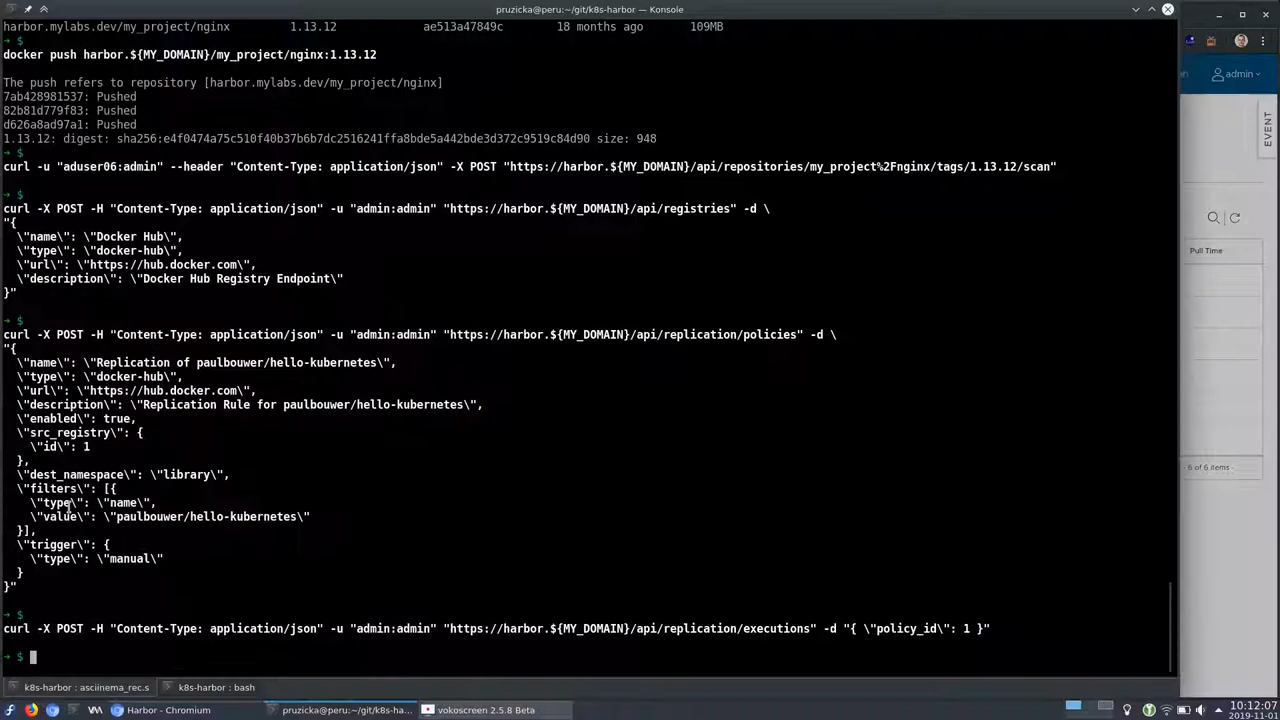 pruzicka@peru:~/git/k8s-harbor — Konsole
harbor.mylabs.dev/my_project/nginx 1.13.12 ae513a47849c 18 months ago 109MB
→ $
docker push harbor.${MY_DOMAIN}/my_project/nginx:1.13.12
The push refers to repository [harbor.mylabs.dev/my_project/nginx]
7ab428981537: Pushed
82b81d779f83: Pushed
d626a8ad97a1: Pushed
1.13.12: digest: sha256:e4f0474a75c510f40b37b6b7dc2516241ffa8bde5a442bde3d372c9519c84d90 size: 948
→ $
curl -u "aduser06:admin" --header "Content-Type: application/json" -X POST "https://harbor.${MY_DOMAIN}/api/repositories/my_project%2Fnginx/tags/1.13.12/scan"
→ $
curl -X POST -H "Content-Type: application/json" -u "admin:admin" "https://harbor.${MY_DOMAIN}/api/registries" -d \
"{
\"name\": \"Docker Hub\",
\"type\": \"docker-hub\",
\"url\": \"https://hub.docker.com\",
\"description\": \"Docker Hub Registry Endpoint\"
}"
→ $
curl -X POST -H "Content-Type: application/json" -u "admin:admin" "https://harbor.${MY_DOMAIN}/api/replication/policies" -d \
"{
\"name\": \"Replication of paulbouwer/hello-kubernetes\",
\"type\": \"docker-hub\",
\"url\": \"https://hub.docker.com\",
\"description\": \"Replication Rule for paulbouwer/hello-kubernetes\",
\"enabled\": true,
\"src_registry\": {
\"id\": 1
},
\"dest_namespace\": \"library\",
\"filters\": [{
\"type\": \"name\",
\"value\": \"paulbouwer/hello-kubernetes\"
}],
\"trigger\": {
\"type\": \"manual\"
}
}"
→ $
curl -X POST -H "Content-Type: application/json" -u "admin:admin" "https://harbor.${MY_DOMAIN}/api/replication/executions" -d "{ \"policy_id\": 1 }"
→ $
admin
EVENT
Pull Time
6 of 6 items
k8s-harbor : asciinema_rec.s k8s-harbor : bash
Harbor - Chromium pruzicka@peru:~/git/k8s-ha... vokoscreen 2.5.8 Beta
10:12:07
2019-11-01